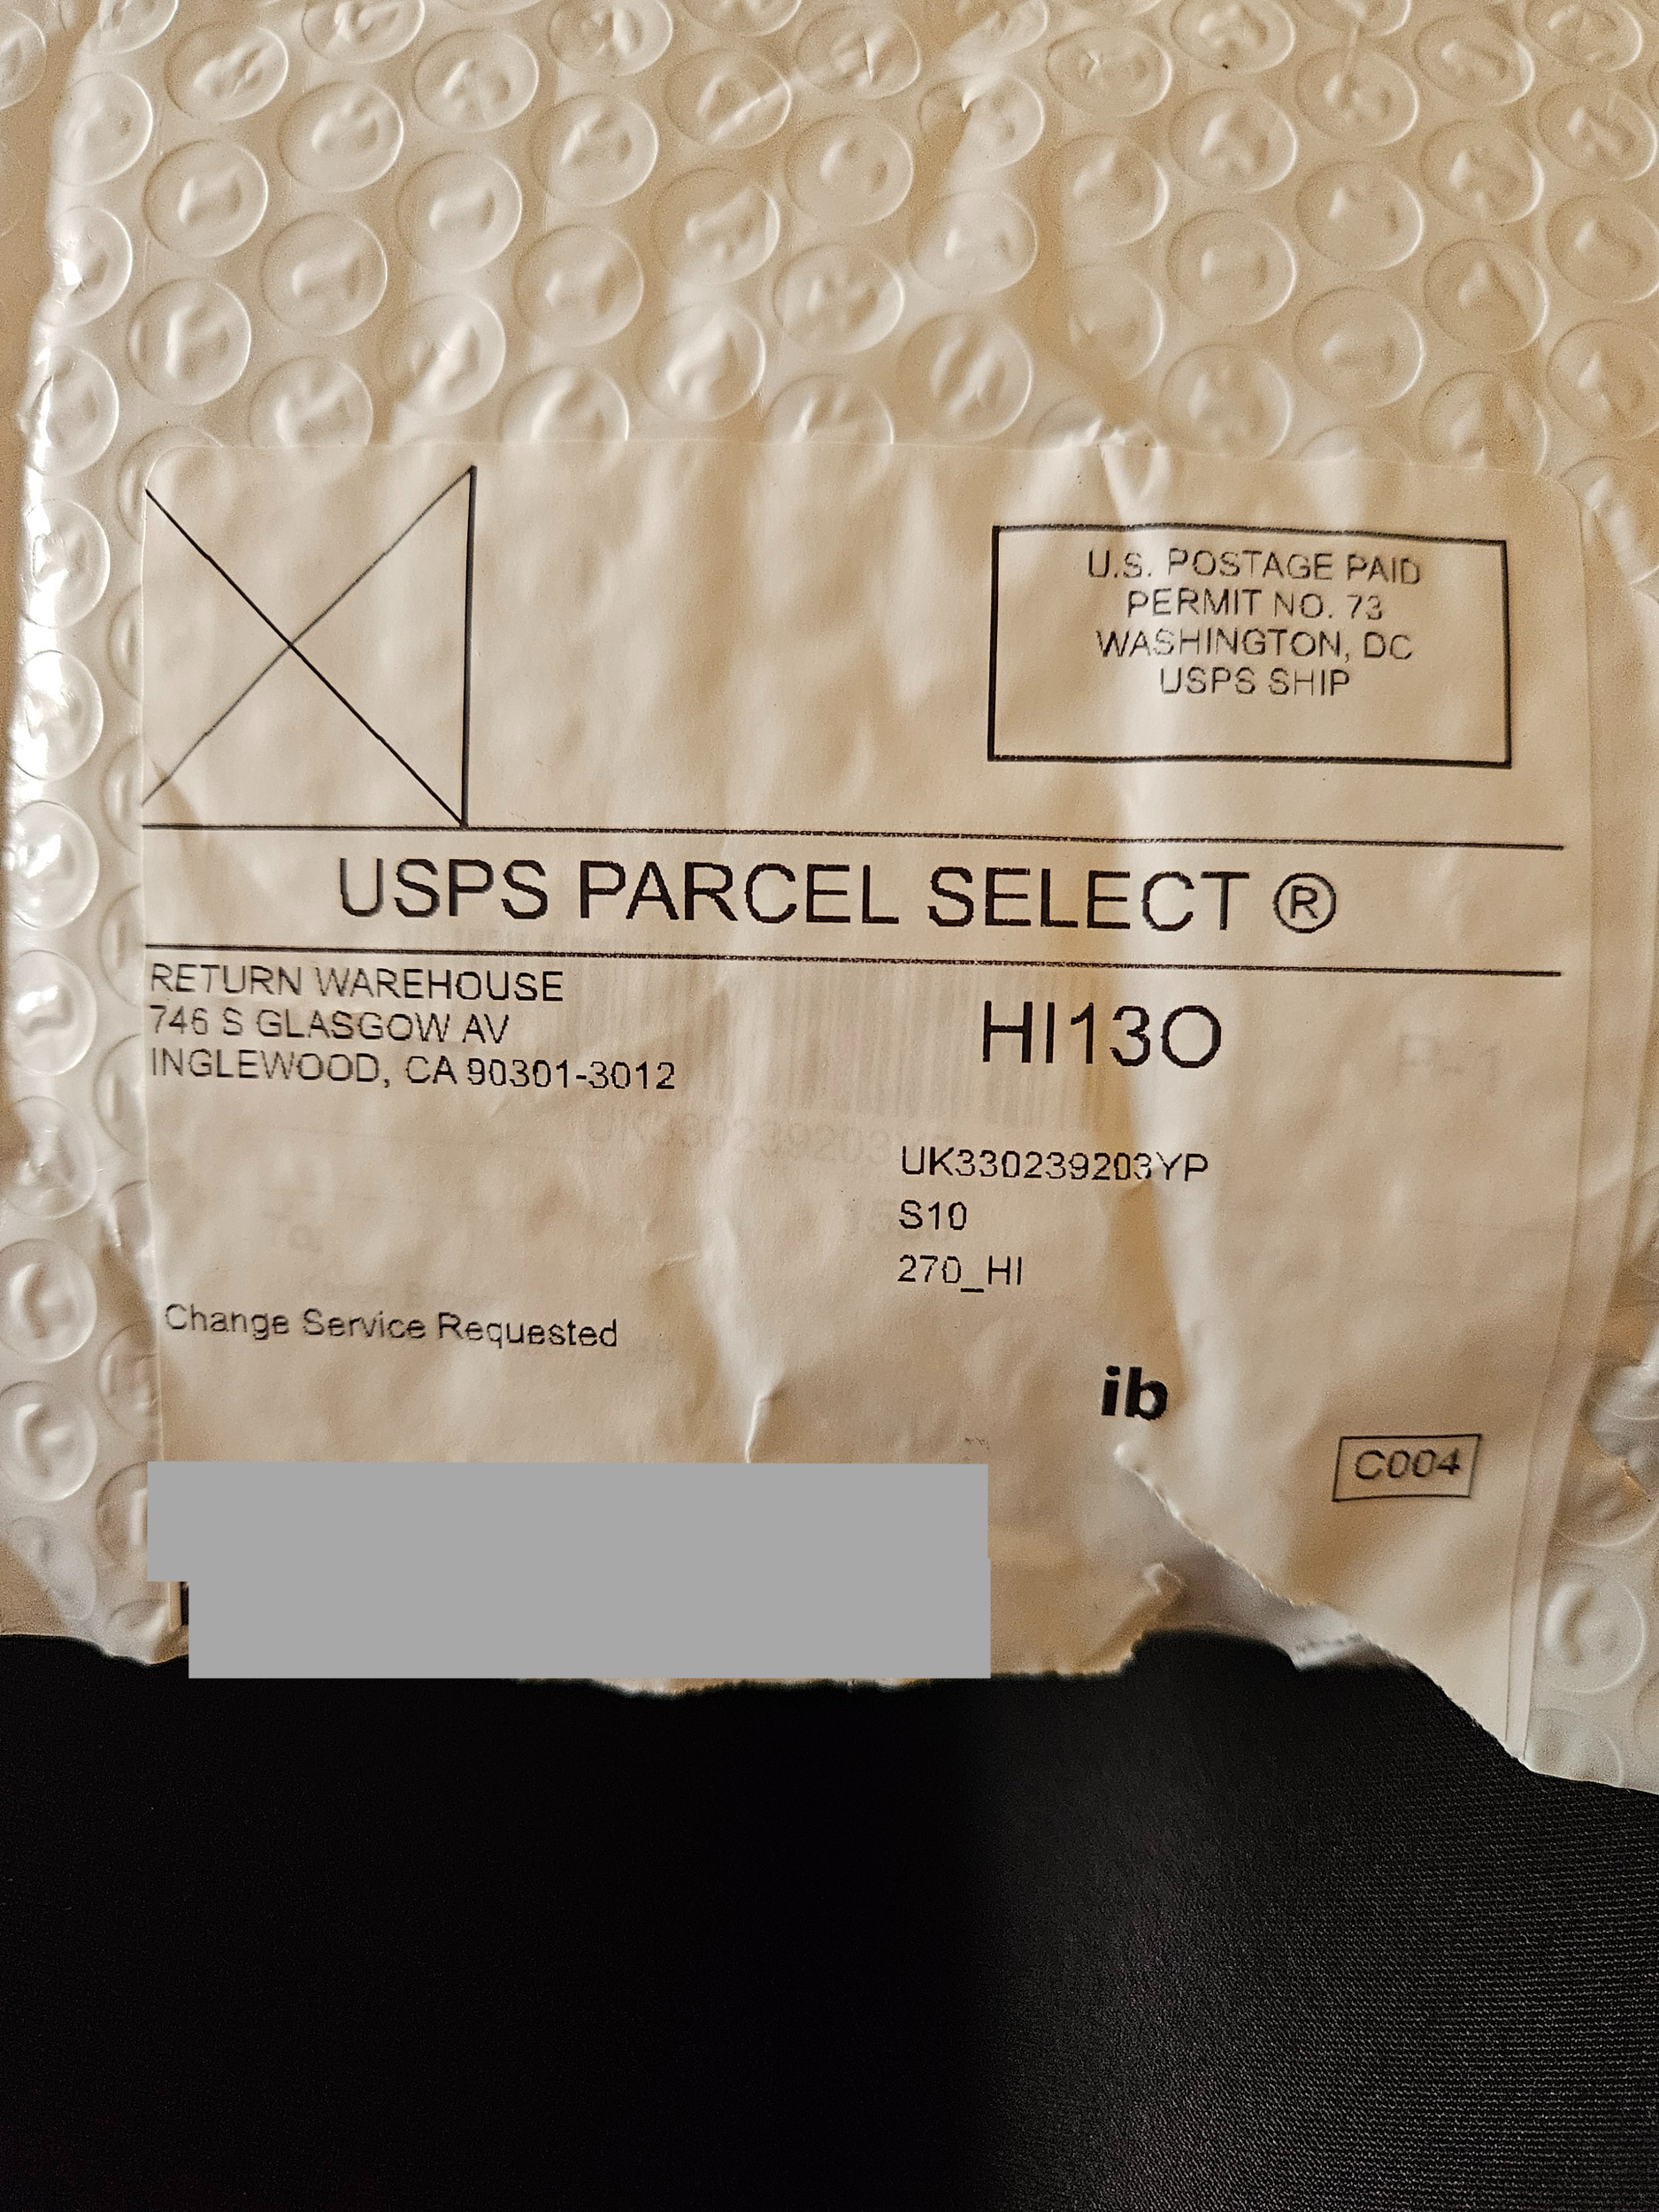 U.S. POSTAGE PAID
PERMIT NO. 73
WASHINGTON, DC
USPS SHIP
USPS PARCEL SELECT ®
RETURN WAREHOUSE
746 S GLASGOW AV
INGLEWOOD, CA 90301-3012
HI13O
UK330239203YP
S10
270_HI
Change Service Requested
ib
C004